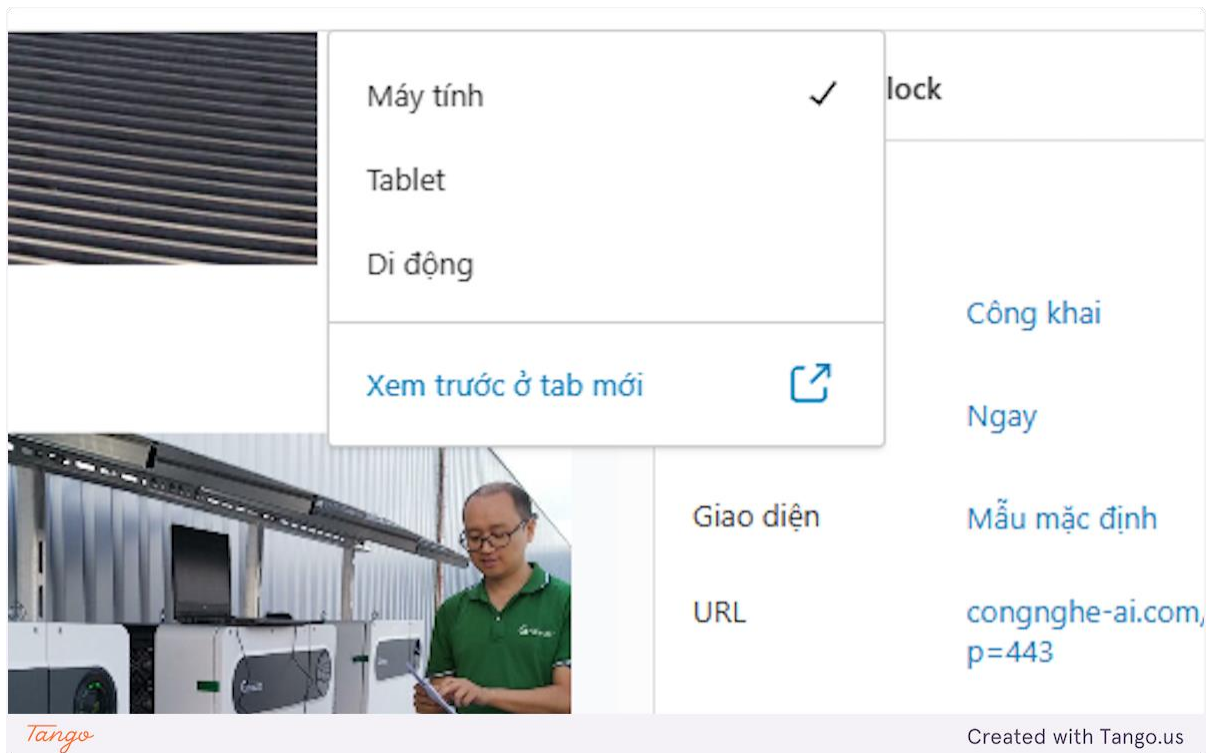 Máy tính
lock
Tablet
Di động
Xem trước ở tab mới
Công khai
Ngay
Giao diện
Mẫu mặc định
URL
congnghe-ai.com/
p=443
Tango
Created with Tango.us